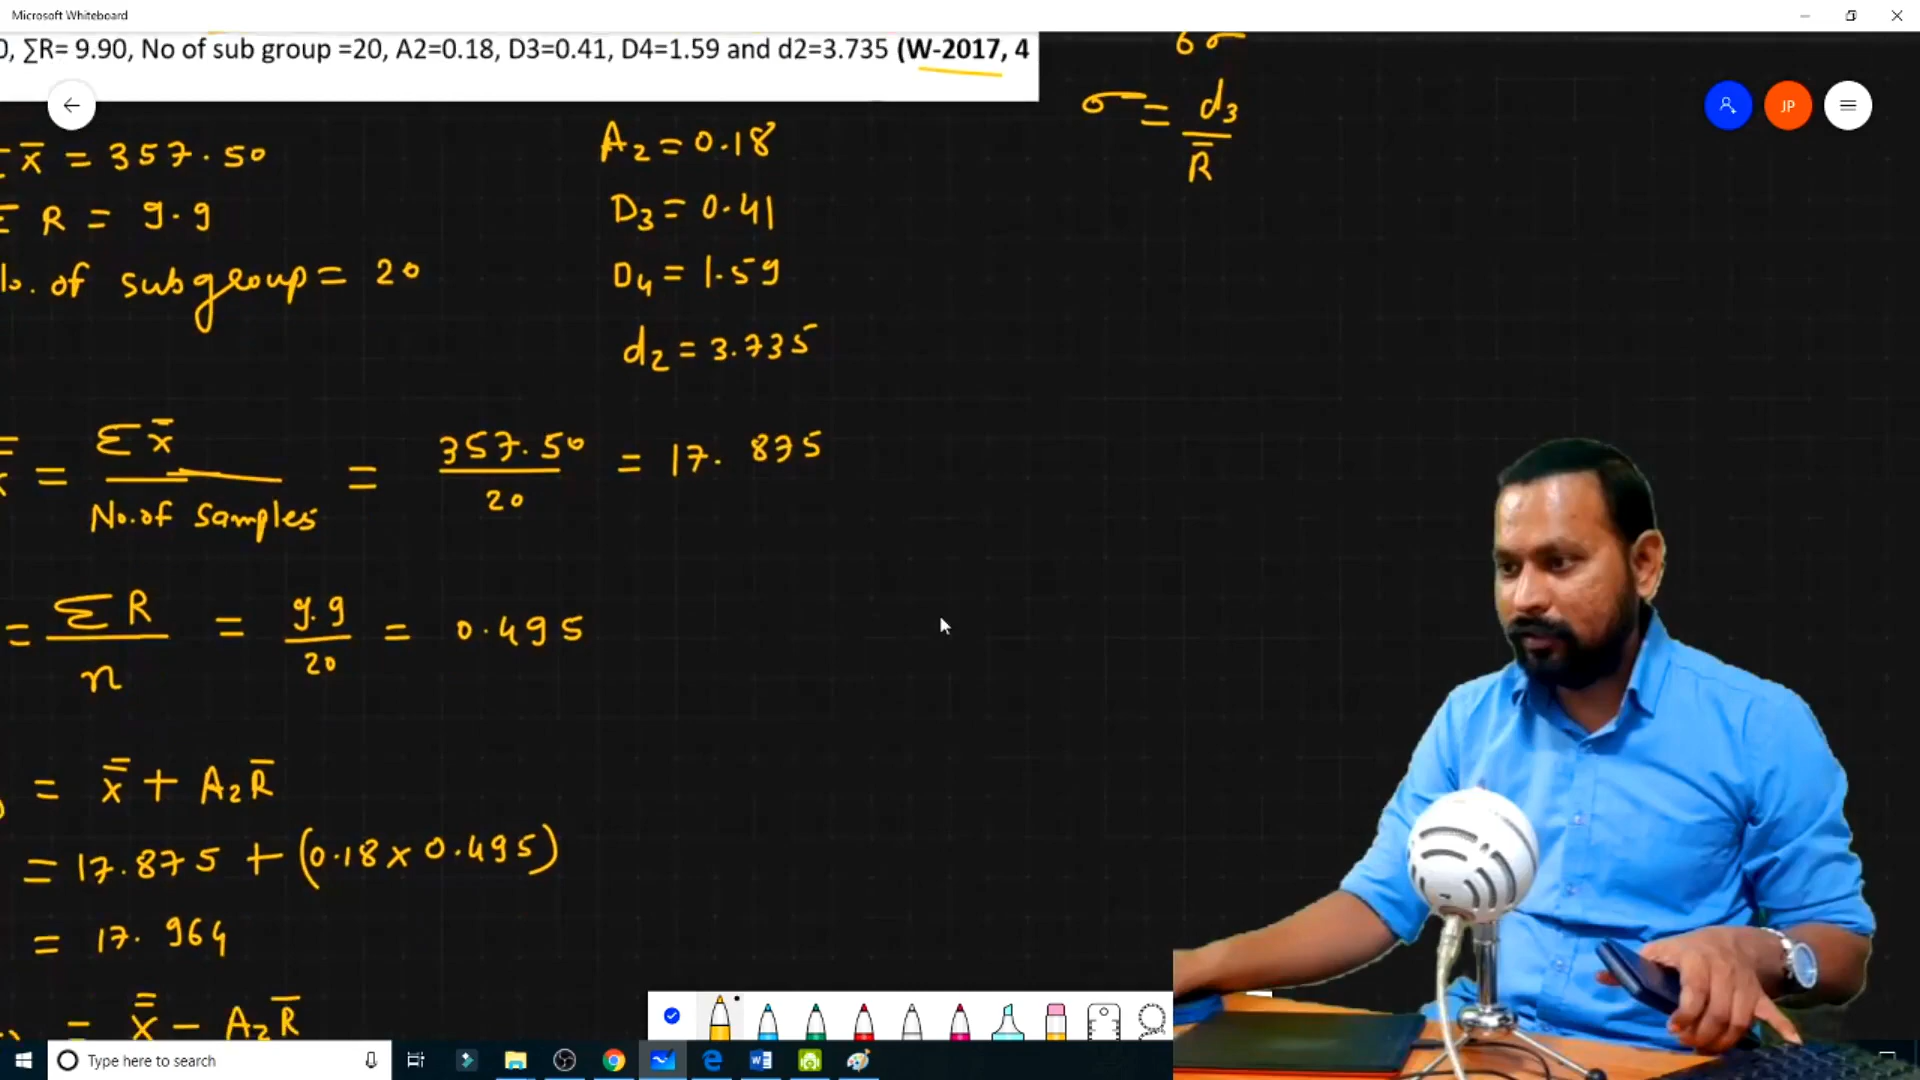 Microsoft Whiteboard
0, ∑R= 9.90, No of sub group =20, A2=0.18, D3=0.41, D4=1.59 and d2=3.735 (W-2017, 4
6σ
σ = d3 / R̄
JP
x̄ = 357.50
R = 9.9
of subgroup = 20
A2 = 0.18
D3 = 0.41
D4 = 1.59
d2 = 3.735
= Σx̄ / No. of samples = 357.50 / 20 = 17.875
= ΣR / n = 9.9 / 20 = 0.495
= x̿ + A2R̄
= 17.875 + (0.18 x 0.495)
= 17.964
= x̿ - A2R̄
Type here to search